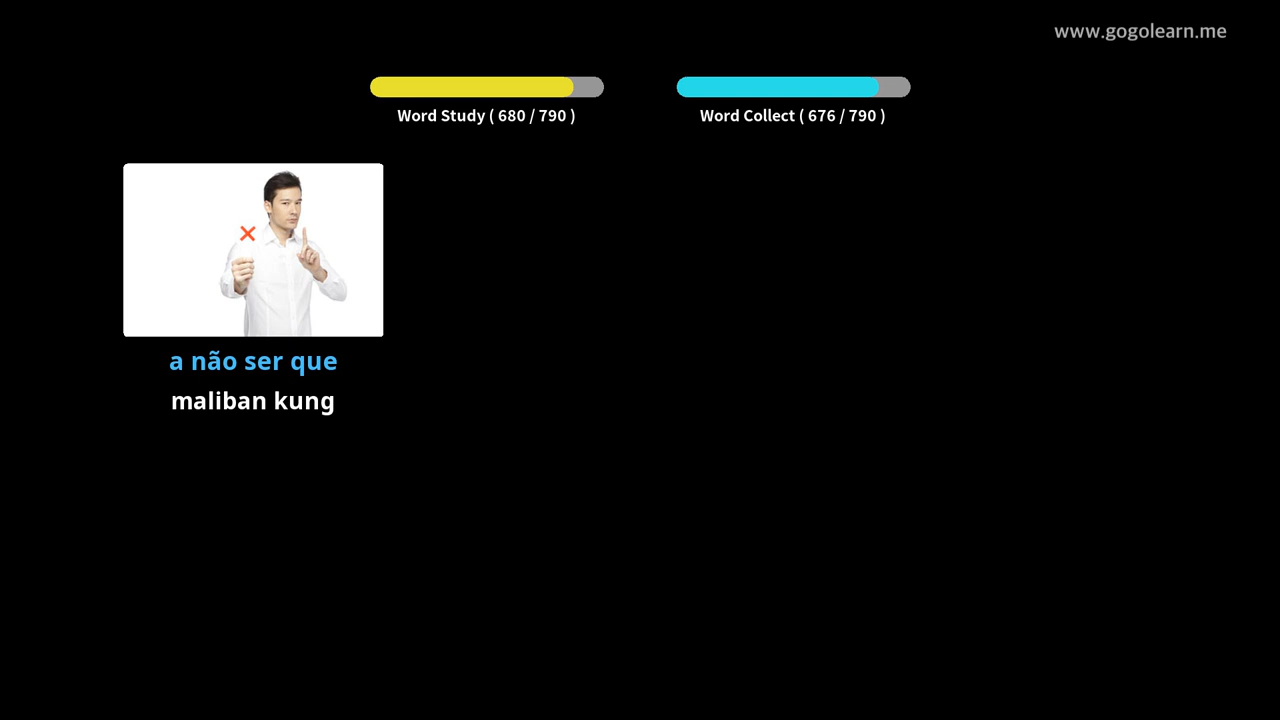 www.gogolearn.me
Word Study ( 680 / 790 )
Word Collect ( 676 / 790 )
a não ser que
maliban kung